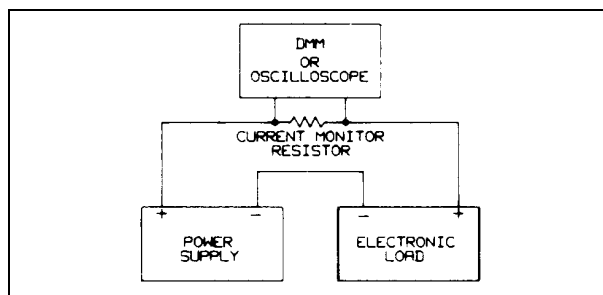 DMM
OR
OSCILLOSCOPE
CURRENT MONITOR
RESISTOR
+ − − +
POWER
SUPPLY
ELECTRONIC
LOAD